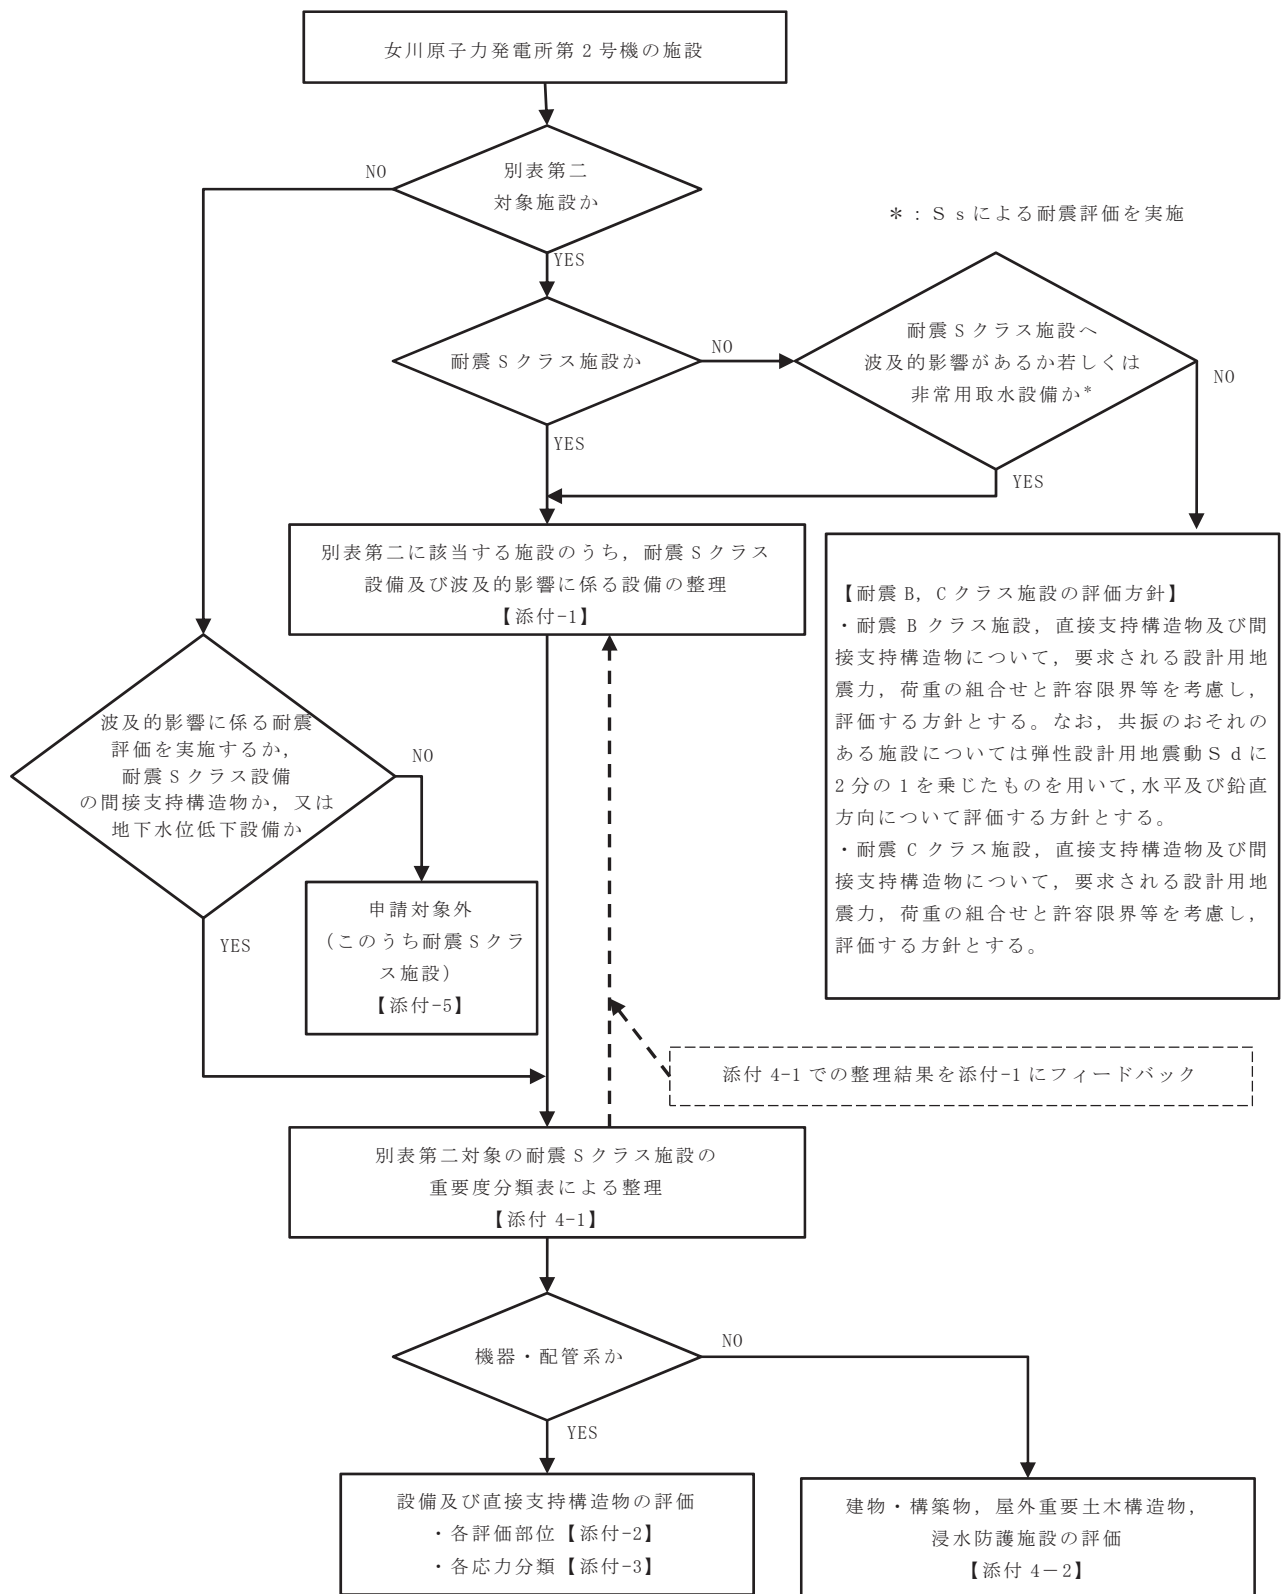 女川原子力発電所第2号機の施設
別表第二
対象施設か
NO
YES
*：Ｓｓによる耐震評価を実施
耐震Sクラス施設か
NO
YES
耐震Sクラス施設へ
波及的影響があるか若しくは
非常用取水設備か*
NO
YES
別表第二に該当する施設のうち，耐震Sクラス
設備及び波及的影響に係る設備の整理
【添付-1】
【耐震 B，C クラス施設の評価方針】
・耐震 B クラス施設，直接支持構造物及び間
接支持構造物について，要求される設計用地
震力，荷重の組合せと許容限界等を考慮し，
評価する方針とする。なお，共振のおそれの
ある施設については弾性設計用地震動Ｓｄに
2分の1を乗じたものを用いて，水平及び鉛直
方向について評価する方針とする。
・耐震 C クラス施設，直接支持構造物及び間
接支持構造物について，要求される設計用地
震力，荷重の組合せと許容限界等を考慮し，
評価する方針とする。
波及的影響に係る耐震
評価を実施するか，
耐震Sクラス設備
の間接支持構造物か，又は
地下水位低下設備か
NO
YES
申請対象外
（このうち耐震Sクラ
ス施設）
【添付-5】
添付 4-1 での整理結果を添付-1 にフィードバック
別表第二対象の耐震Sクラス施設の
重要度分類表による整理
【添付 4-1】
機器・配管系か
NO
YES
設備及び直接支持構造物の評価
・各評価部位【添付-2】
・各応力分類【添付-3】
建物・構築物，屋外重要土木構造物，
浸水防護施設の評価
【添付 4－2】